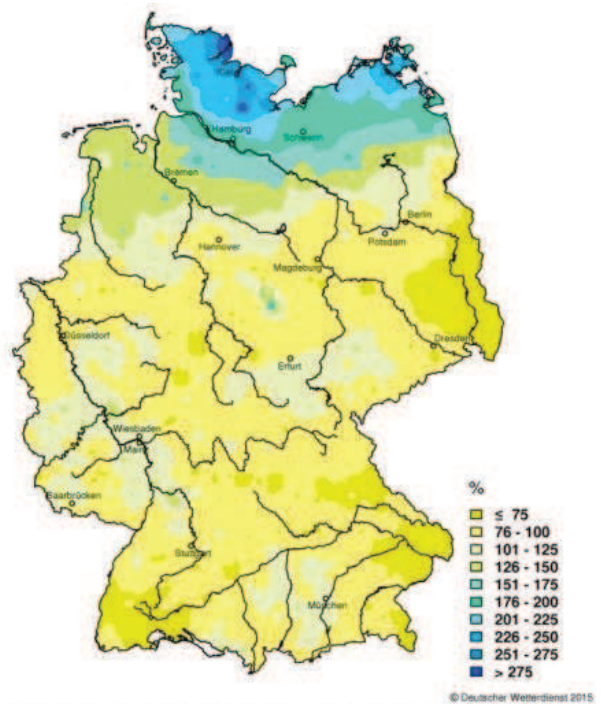 Kiel
Hamburg
Schwerin
Bremen
Berlin
Hannover
Potsdam
Magdeburg
Düsseldorf
Dresden
Erfurt
Wiesbaden
Mainz
Saarbrücken
Stuttgart
München
%
≤ 75
76 - 100
101 - 125
126 - 150
151 - 175
176 - 200
201 - 225
226 - 250
251 - 275
> 275
© Deutscher Wetterdienst 2015